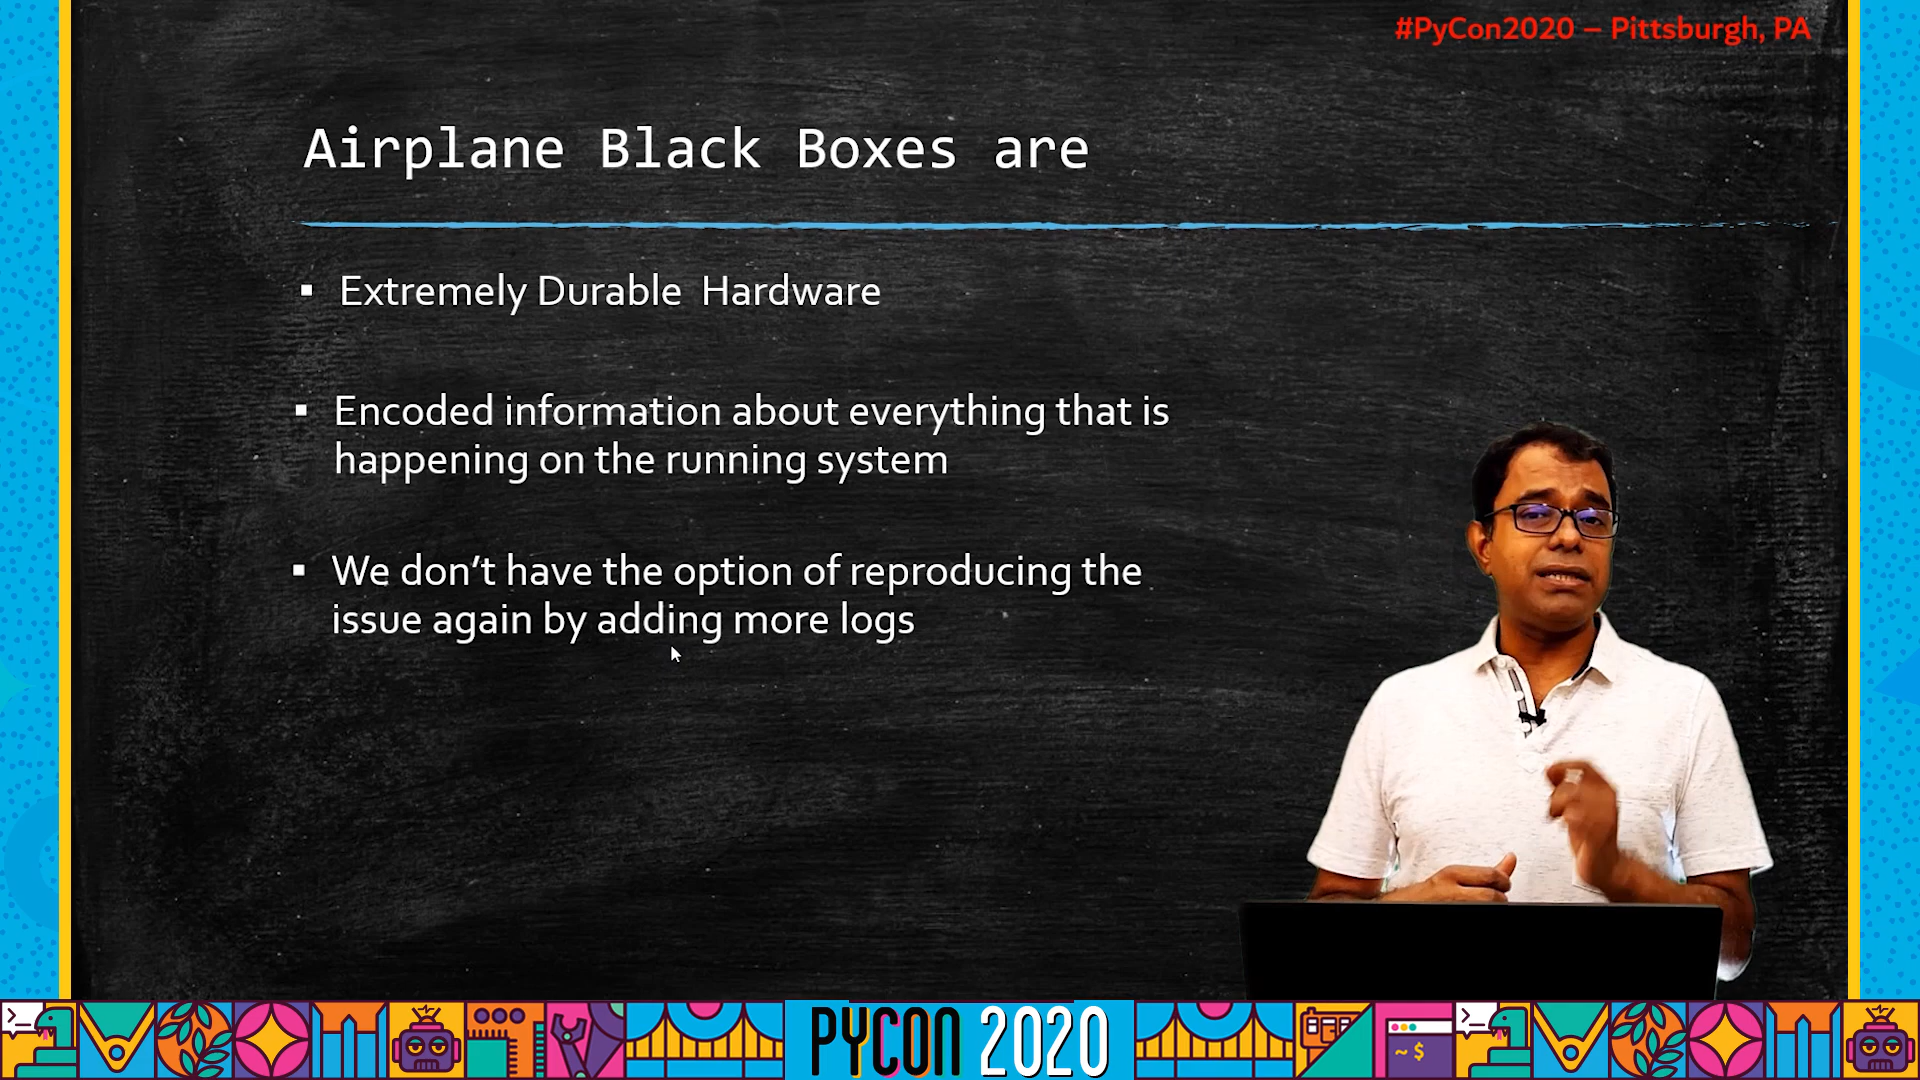 #PyCon2020 – Pittsburgh, PA
Airplane Black Boxes are
▪ Extremely Durable  Hardware
▪ Encoded information about everything that is
happening on the running system
▪ We don’t have the option of reproducing the
issue again by adding more logs
>_
PYCON 2020
~ $
>_